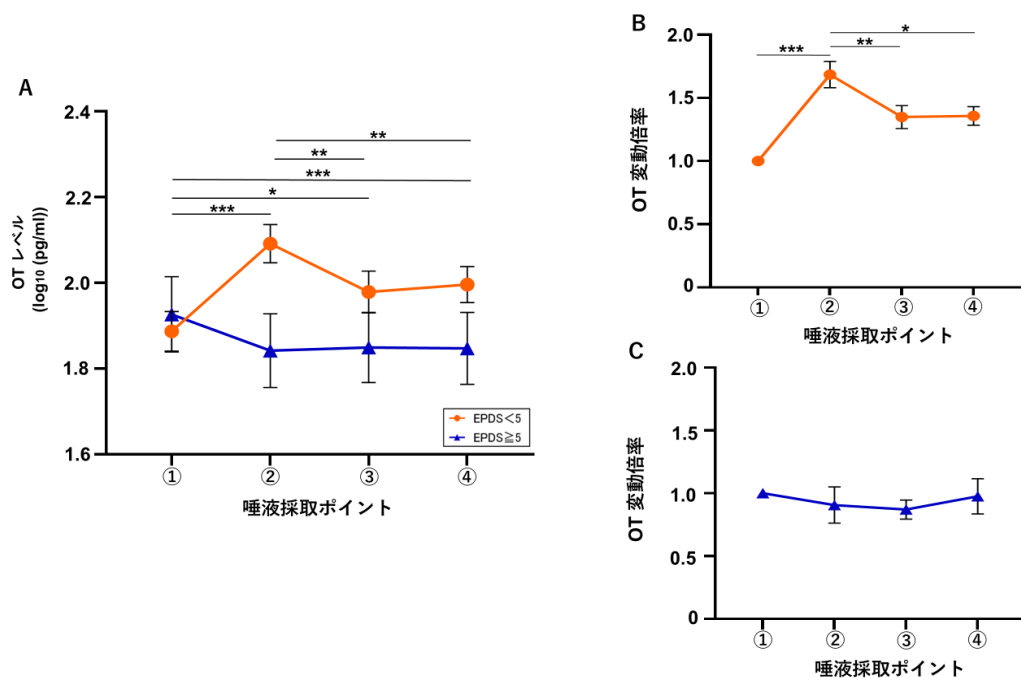 A
OT レベル
(log10 (pg/ml))
2.4
2.2
2.0
1.8
1.6
**
**
***
*
***
EPDS＜5
EPDS≧5
① ② ③ ④
唾液採取ポイント
B
OT 変動倍率
2.0
1.5
1.0
0.5
0
*
**
***
① ② ③ ④
唾液採取ポイント
C
OT 変動倍率
2.0
1.5
1.0
0.5
0
① ② ③ ④
唾液採取ポイント